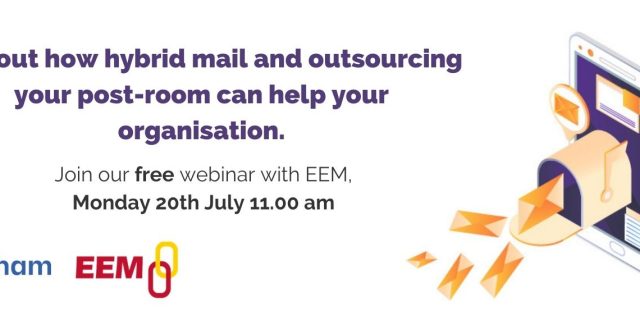 out how hybrid mail and outsourcing
your post-room can help your
organisation.
Join our free webinar with EEM,
Monday 20th July 11.00 am
ham
EEM